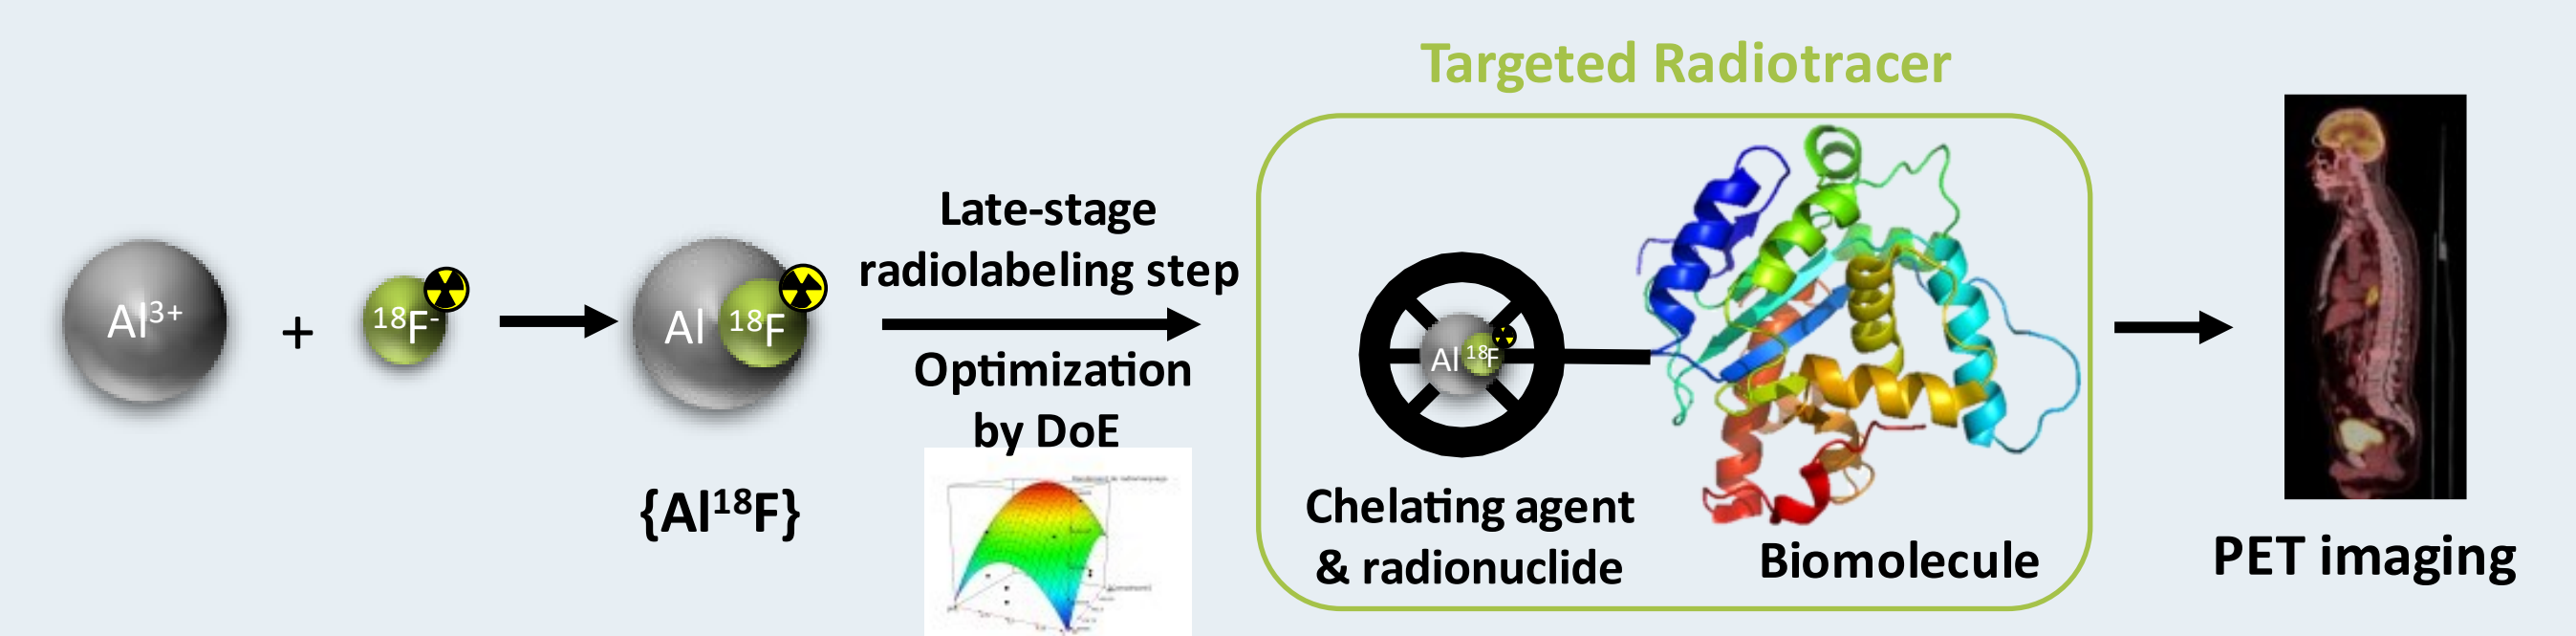 Targeted Radiotracer
Al³⁺
+
¹⁸F⁻
Al ¹⁸F
{Al¹⁸F}
Late-stage
radiolabeling step
Optimization
by DoE
Al ¹⁸F
Chelating agent
& radionuclide
Biomolecule
PET imaging